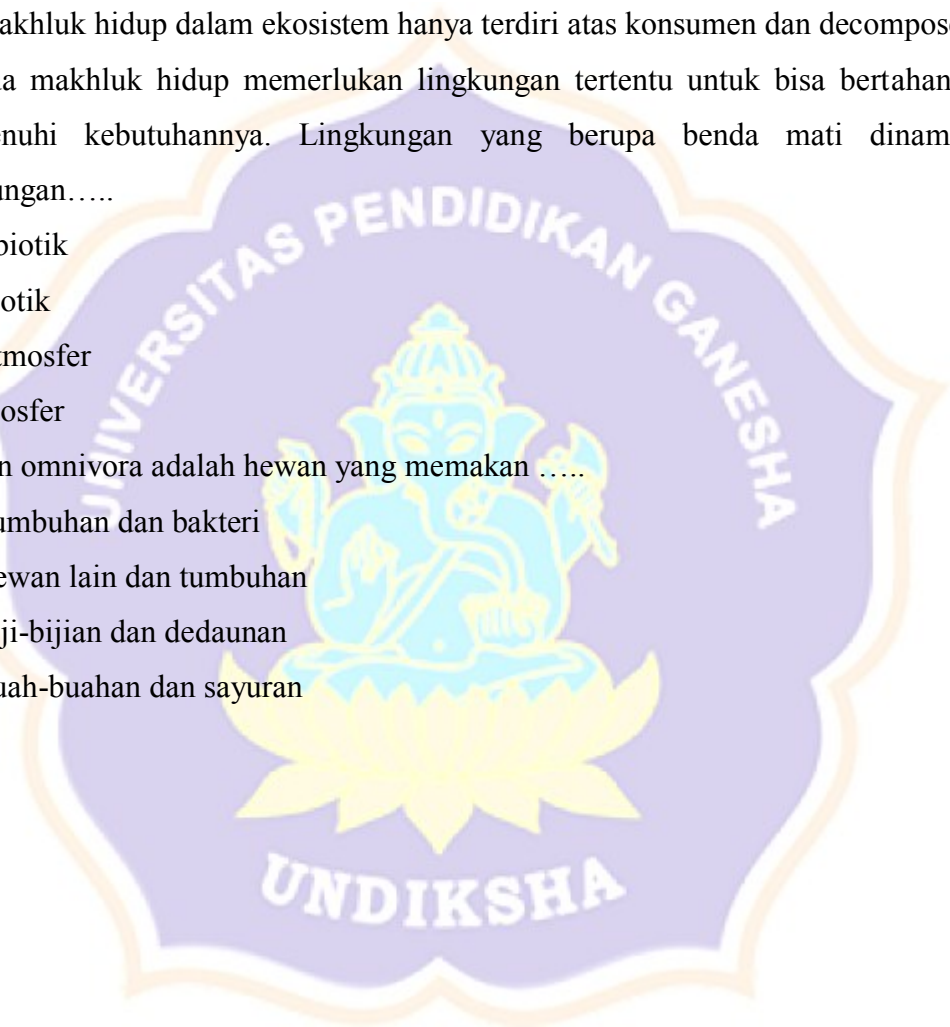 akhluk hidup dalam ekosistem hanya terdiri atas konsumen dan decompos
a makhluk hidup memerlukan lingkungan tertentu untuk bisa bertahan
enuhi kebutuhannya. Lingkungan yang berupa benda mati dinam
ungan…..
biotik
otik
tmosfer
osfer
n omnivora adalah hewan yang memakan …..
umbuhan dan bakteri
ewan lain dan tumbuhan
ji-bijian dan dedaunan
uah-buahan dan sayuran
UNIVERSITAS PENDIDIKAN GANESHA
UNDIKSHA